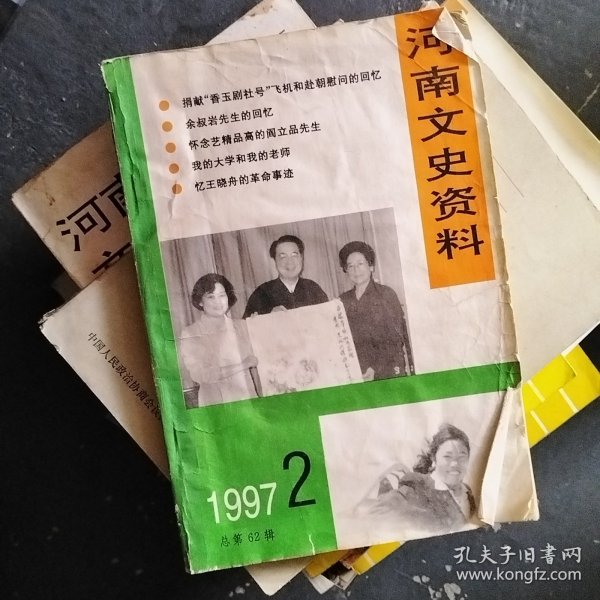 河南文史资料
捐献“香玉剧社号”飞机和赴朝慰问的回忆
余叔岩先生的回忆
怀念艺精品高的阎立品先生
我的大学和我的老师
忆王晓舟的革命事迹
1997 2
总第62辑
河南
中国人民政治协商会议
孔夫子旧书网
www.kongfz.com